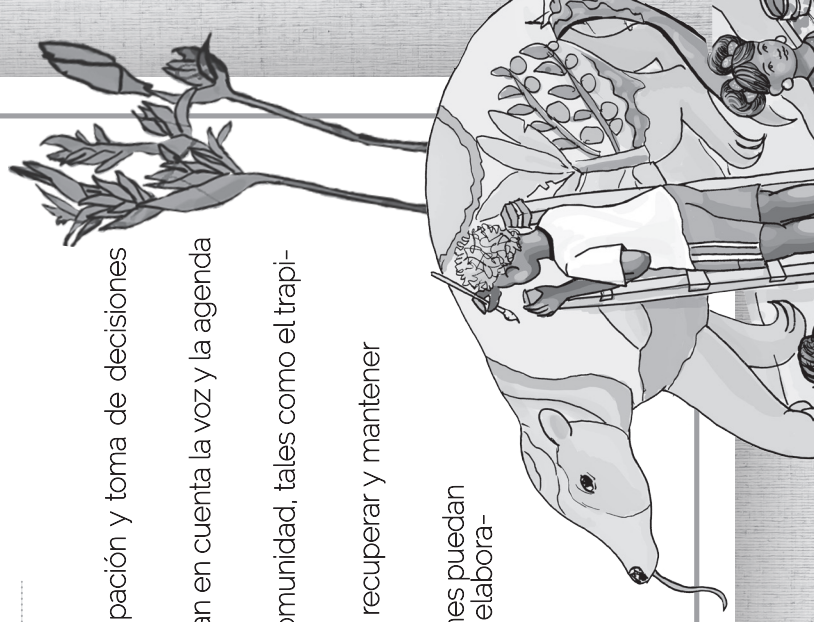 pación y toma de decisiones
an en cuenta la voz y la agenda
omunidad, tales como el trapi-
recuperar y mantener
nes puedan
elabora-